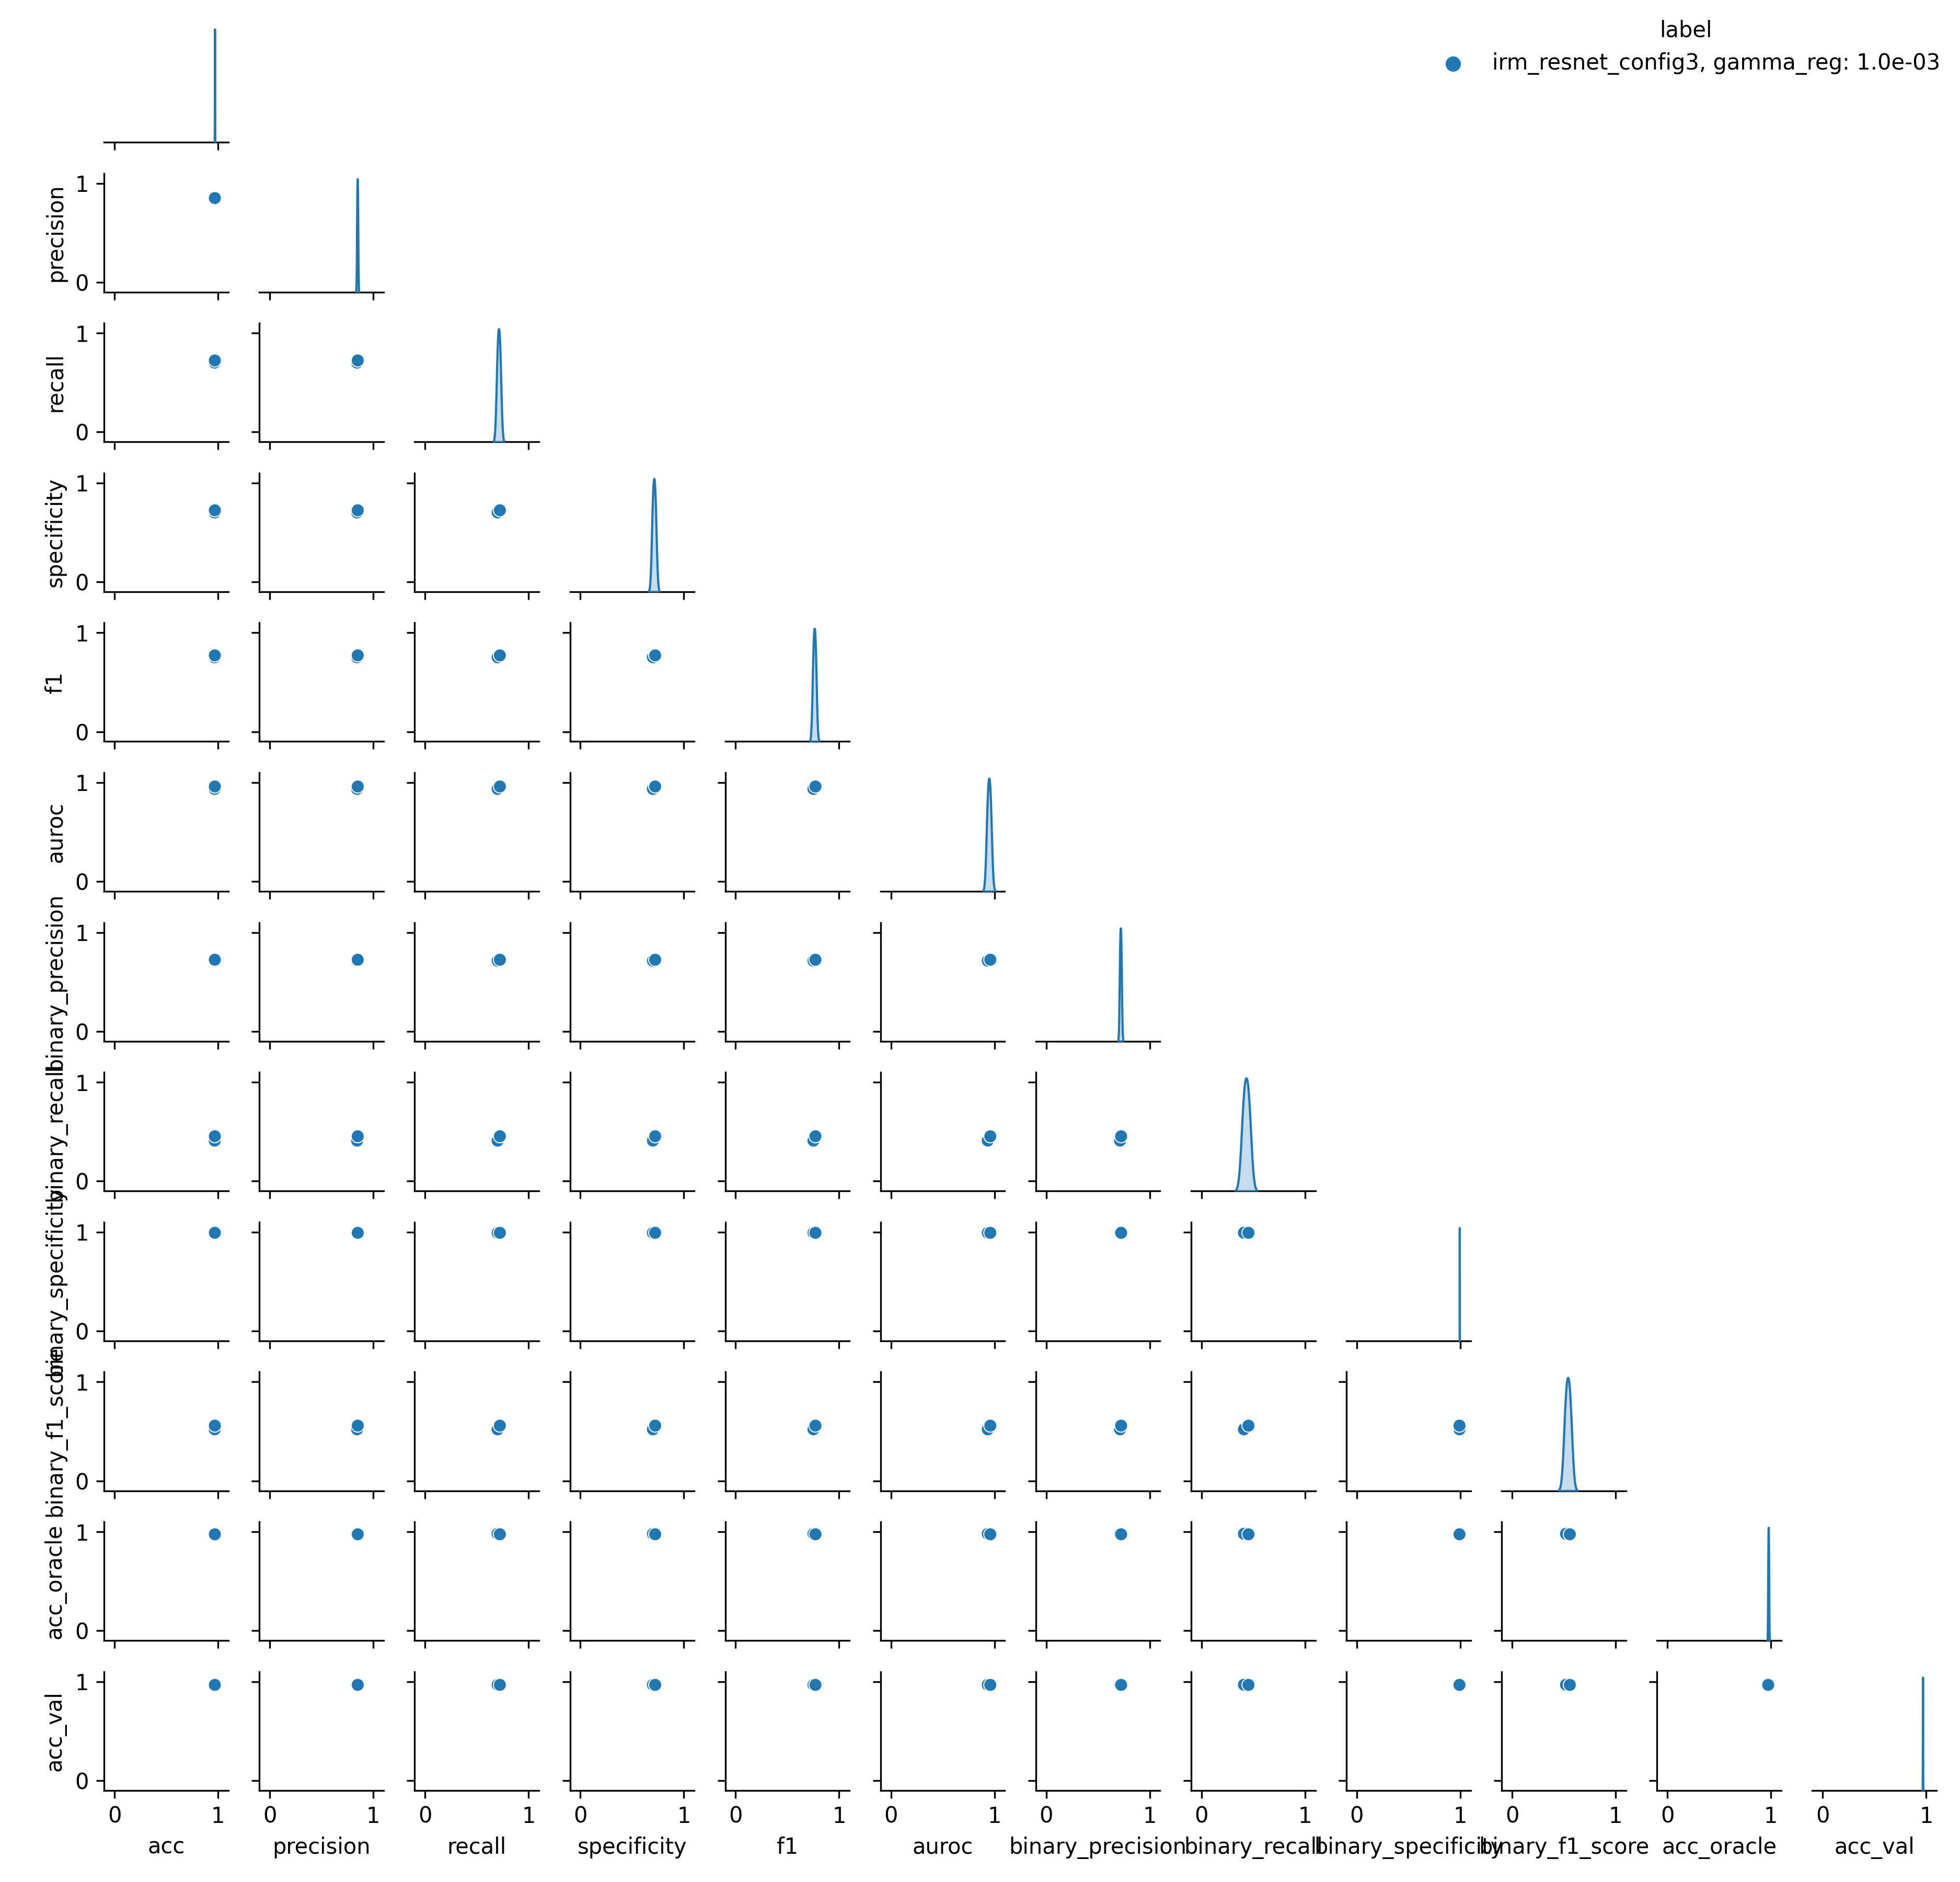 label
irm_resnet_config3, gamma_reg: 1.0e-03
precision
1
0
recall
1
0
specificity
1
0
f1
1
0
auroc
1
0
binary_precision
1
0
binary_recall
1
0
binary_specificity
1
0
binary_f1_score
1
0
acc_oracle
1
0
acc_val
1
0
0 1 0 1 0 1 0 1 0 1 0 1 0 1 0 1 0 1 0 1 0 1 0 1
acc precision recall specificity f1 auroc binary_precision binary_recall binary_specificity binary_f1_score acc_oracle acc_val